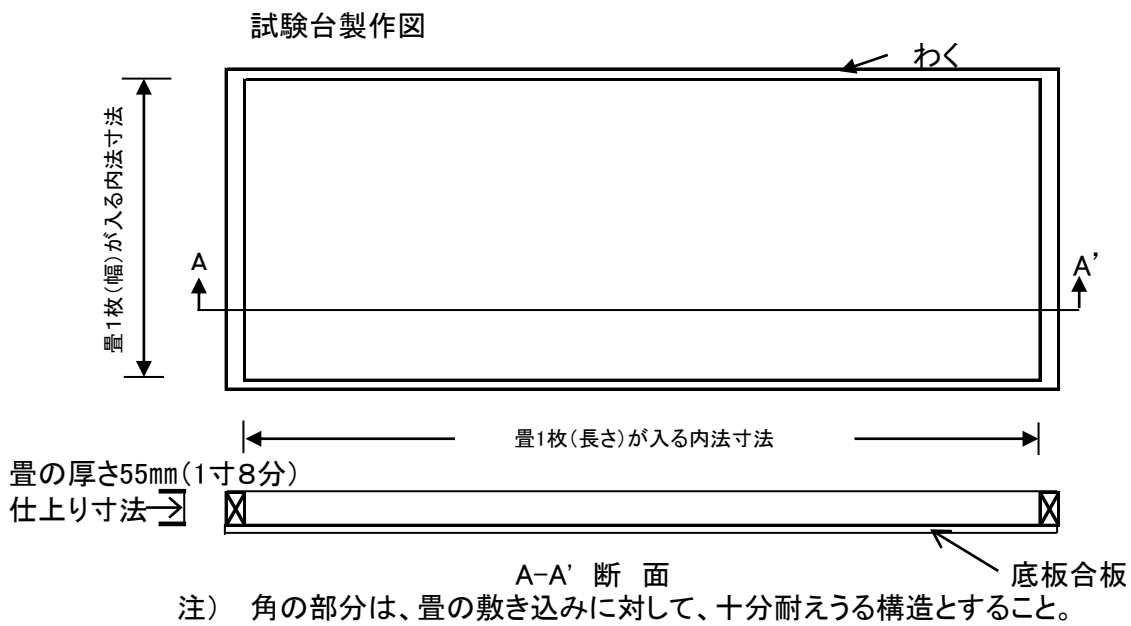 試験台製作図
わく
畳1枚(幅)が入る内法寸法
A
A'
畳1枚(長さ)が入る内法寸法
畳の厚さ55mm(1寸8分)
仕上り寸法
底板合板
A-A' 断 面
注) 角の部分は、畳の敷き込みに対して、十分耐えうる構造とすること。